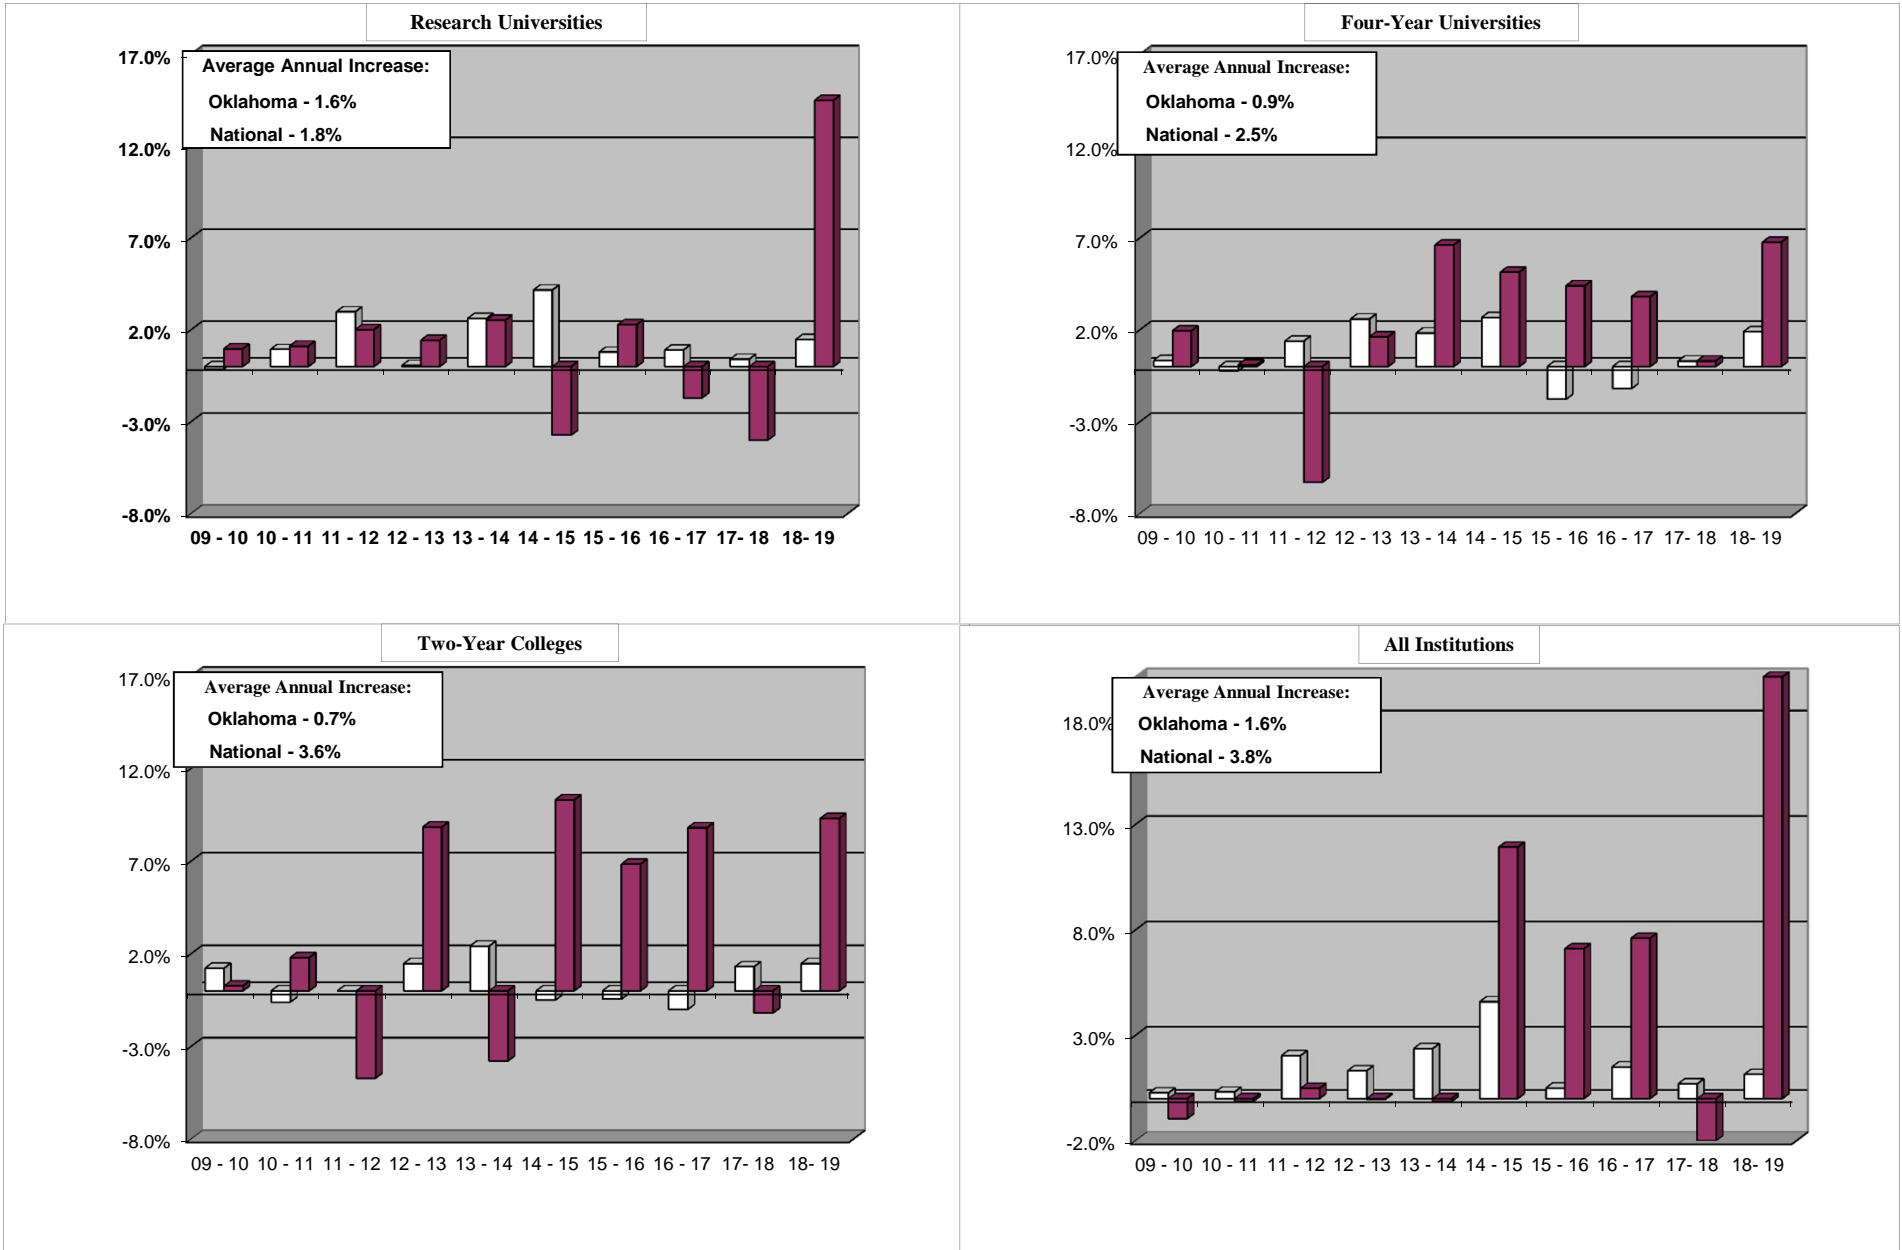 Research Universities
17.0%
Average Annual Increase:
Oklahoma - 1.6%
National - 1.8%
12.0%
7.0%
2.0%
-3.0%
-8.0%
09 - 10 10 - 11 11 - 12 12 - 13 13 - 14 14 - 15 15 - 16 16 - 17 17- 18 18- 19
Four-Year Universities
17.0%
Average Annual Increase:
Oklahoma - 0.9%
National - 2.5%
12.0%
7.0%
2.0%
-3.0%
-8.0%
09 - 10 10 - 11 11 - 12 12 - 13 13 - 14 14 - 15 15 - 16 16 - 17 17- 18 18- 19
Two-Year Colleges
17.0%
Average Annual Increase:
Oklahoma - 0.7%
National - 3.6%
12.0%
7.0%
2.0%
-3.0%
-8.0%
09 - 10 10 - 11 11 - 12 12 - 13 13 - 14 14 - 15 15 - 16 16 - 17 17- 18 18- 19
All Institutions
Average Annual Increase:
18.0%
Oklahoma - 1.6%
National - 3.8%
13.0%
8.0%
3.0%
-2.0%
09 - 10 10 - 11 11 - 12 12 - 13 13 - 14 14 - 15 15 - 16 16 - 17 17- 18 18- 19